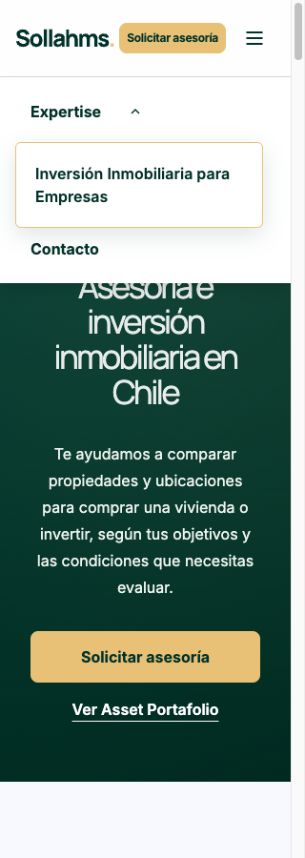 Sollahms.
Solicitar asesoría
Expertise
Inversión Inmobiliaria para
Empresas
Contacto
Asesoría e
inversión
inmobiliaria en
Chile
Te ayudamos a comparar
propiedades y ubicaciones
para comprar una vivienda o
invertir, según tus objetivos y
las condiciones que necesitas
evaluar.
Solicitar asesoría
Ver Asset Portafolio